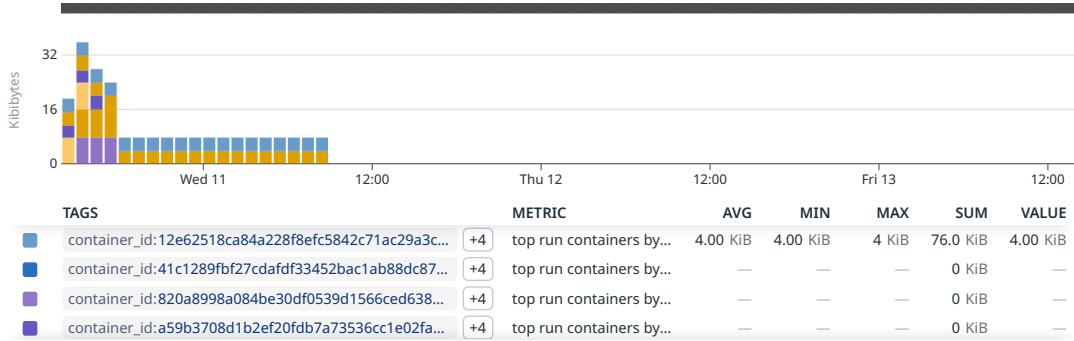 Kibibytes
32
16
0
Wed 11 12:00 Thu 12 12:00 Fri 13 12:00
TAGS METRIC AVG MIN MAX SUM VALUE
container_id:12e62518ca84a228f8efc5842c71ac29a3c... +4 top run containers by... 4.00 KiB 4.00 KiB 4 KiB 76.0 KiB 4.00 KiB
container_id:41c1289fbf27cdafdf33452bac1ab88dc87... +4 top run containers by... — — — 0 KiB —
container_id:820a8998a084be30df0539d1566ced638... +4 top run containers by... — — — 0 KiB —
container_id:a59b3708d1b2ef20fdb7a73536cc1e02fa... +4 top run containers by... — — — 0 KiB —